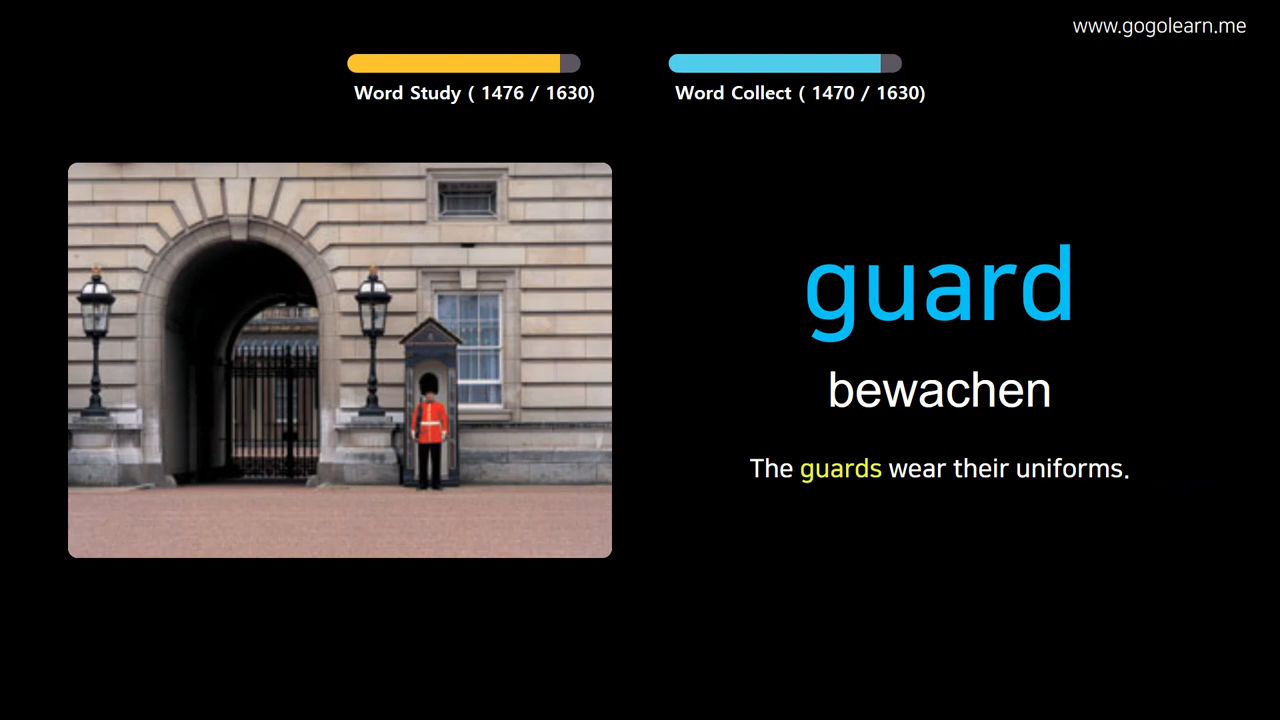 www.gogolearn.me
Word Study ( 1476 / 1630)
Word Collect ( 1470 / 1630)
guard
bewachen
The guards wear their uniforms.